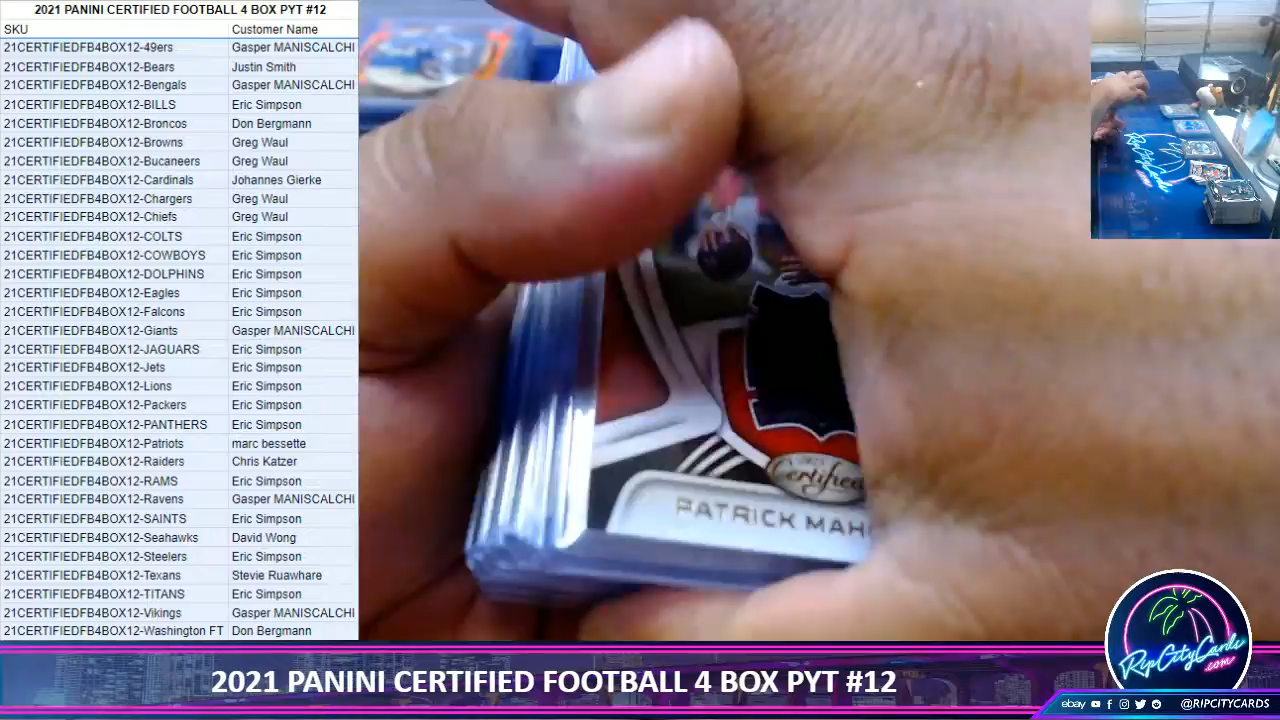 2021 PANINI CERTIFIED FOOTBALL 4 BOX PYT #12
SKU Customer Name
21CERTIFIEDFB4BOX12-49ers Gasper MANISCALCHI
21CERTIFIEDFB4BOX12-Bears Justin Smith
21CERTIFIEDFB4BOX12-Bengals Gasper MANISCALCHI
21CERTIFIEDFB4BOX12-BILLS Eric Simpson
21CERTIFIEDFB4BOX12-Broncos Don Bergmann
21CERTIFIEDFB4BOX12-Browns Greg Waul
21CERTIFIEDFB4BOX12-Bucaneers Greg Waul
21CERTIFIEDFB4BOX12-Cardinals Johannes Gierke
21CERTIFIEDFB4BOX12-Chargers Greg Waul
21CERTIFIEDFB4BOX12-Chiefs Greg Waul
21CERTIFIEDFB4BOX12-COLTS Eric Simpson
21CERTIFIEDFB4BOX12-COWBOYS Eric Simpson
21CERTIFIEDFB4BOX12-DOLPHINS Eric Simpson
21CERTIFIEDFB4BOX12-Eagles Eric Simpson
21CERTIFIEDFB4BOX12-Falcons Eric Simpson
21CERTIFIEDFB4BOX12-Giants Gasper MANISCALCHI
21CERTIFIEDFB4BOX12-JAGUARS Eric Simpson
21CERTIFIEDFB4BOX12-Jets Eric Simpson
21CERTIFIEDFB4BOX12-Lions Eric Simpson
21CERTIFIEDFB4BOX12-Packers Eric Simpson
21CERTIFIEDFB4BOX12-PANTHERS Eric Simpson
21CERTIFIEDFB4BOX12-Patriots marc bessette
21CERTIFIEDFB4BOX12-Raiders Chris Katzer
21CERTIFIEDFB4BOX12-RAMS Eric Simpson
21CERTIFIEDFB4BOX12-Ravens Gasper MANISCALCHI
21CERTIFIEDFB4BOX12-SAINTS Eric Simpson
21CERTIFIEDFB4BOX12-Seahawks David Wong
21CERTIFIEDFB4BOX12-Steelers Eric Simpson
21CERTIFIEDFB4BOX12-Texans Stevie Ruawhare
21CERTIFIEDFB4BOX12-TITANS Eric Simpson
21CERTIFIEDFB4BOX12-Vikings Gasper MANISCALCHI
21CERTIFIEDFB4BOX12-Washington FT Don Bergmann
RipCityCards
2021
Certified
PATRICK MAH
RipCityCards
.com
2021 PANINI CERTIFIED FOOTBALL 4 BOX PYT #12
ebay @RIPCITYCARDS